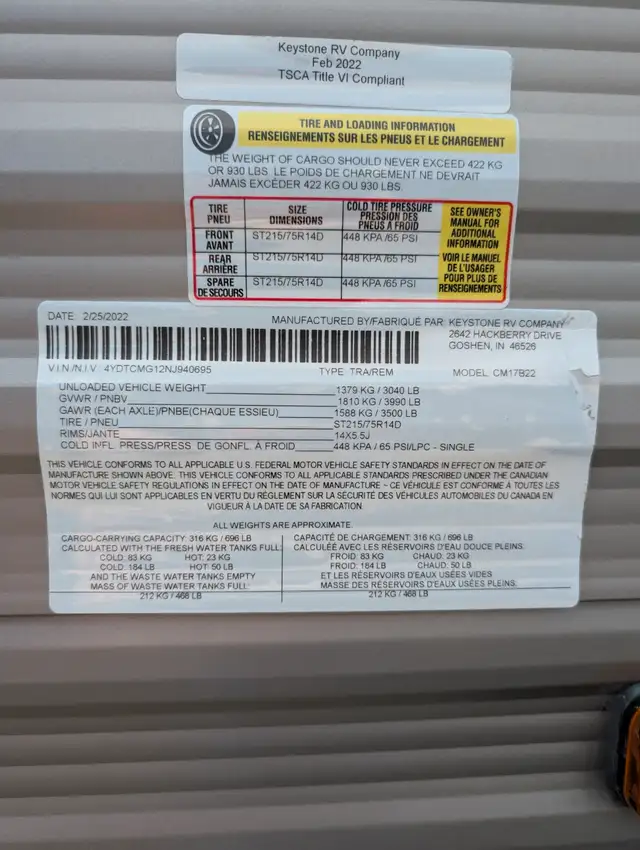 Keystone RV Company
Feb 2022
TSCA Title VI Compliant
TIRE AND LOADING INFORMATION
RENSEIGNEMENTS SUR LES PNEUS ET LE CHARGEMENT
THE WEIGHT OF CARGO SHOULD NEVER EXCEED 422 KG
OR 930 LBS. LE POIDS DE CHARGEMENT NE DEVRAIT
JAMAIS EXCÉDER 422 KG OU 930 LBS.
TIRE PNEU
SIZE DIMENSIONS
COLD TIRE PRESSURE PRESSION DES PNEUS À FROID
FRONT AVANT
ST215/75R14D
448 KPA /65 PSI
REAR ARRIÈRE
ST215/75R14D
448 KPA /65 PSI
SPARE DE SECOURS
ST215/75R14D
448 KPA /65 PSI
SEE OWNER'S
MANUAL FOR
ADDITIONAL
INFORMATION
VOIR LE MANUEL
DE L'USAGER
POUR PLUS DE
RENSEIGNEMENTS
DATE 2/25/2022 MANUFACTURED BY/FABRIQUÉ PAR: KEYSTONE RV COMPANY
2642 HACKBERRY DRIVE
GOSHEN, IN 46526
V.I.N./N.I.V. 4YDTCMG12NJ940695 TYPE: TRA/REM MODEL: CM17B22
UNLOADED VEHICLE WEIGHT 1379 KG / 3040 LB
GVWR / PNBV 1810 KG / 3990 LB
GAWR (EACH AXLE)/PNBE(CHAQUE ESSIEU) 1588 KG / 3500 LB
TIRE / PNEU ST215/75R14D
RIMS/JANTE 14X5.5J
COLD INFL. PRESS/PRESS. DE GONFL. À FROID 448 KPA / 65 PSI/LPC - SINGLE
THIS VEHICLE CONFORMS TO ALL APPLICABLE U.S. FEDERAL MOTOR VEHICLE SAFETY STANDARDS IN EFFECT ON THE DATE OF
MANUFACTURE SHOWN ABOVE. THIS VEHICLE CONFORMS TO ALL APPLICABLE STANDARDS PRESCRIBED UNDER THE CANADIAN
MOTOR VEHICLE SAFETY REGULATIONS IN EFFECT ON THE DATE OF MANUFACTURE ~ CE VÉHICULE EST CONFORME À TOUTES LES
NORMES QUI LUI SONT APPLICABLES EN VERTU DU RÈGLEMENT SUR LA SÉCURITÉ DES VÉHICULES AUTOMOBILES DU CANADA EN
VIGUEUR À LA DATE DE SA FABRICATION.
ALL WEIGHTS ARE APPROXIMATE.
CARGO-CARRYING CAPACITY: 316 KG / 696 LB
CALCULATED WITH THE FRESH WATER TANKS FULL:
COLD: 83 KG HOT: 23 KG
COLD: 184 LB HOT: 50 LB
AND THE WASTE WATER TANKS EMPTY
MASS OF WASTE WATER TANKS FULL:
212 KG / 468 LB
CAPACITÉ DE CHARGEMENT: 316 KG / 696 LB
CALCULÉE AVEC LES RÉSERVOIRS D'EAU DOUCE PLEINS.
FROID: 83 KG CHAUD: 23 KG
FROID: 184 LB CHAUD: 50 LB
ET LES RÉSERVOIRS D'EAUX USÉES VIDES
MASSE DES RÉSERVOIRS D'EAUX USÉES PLEINS.
212 KG / 468 LB